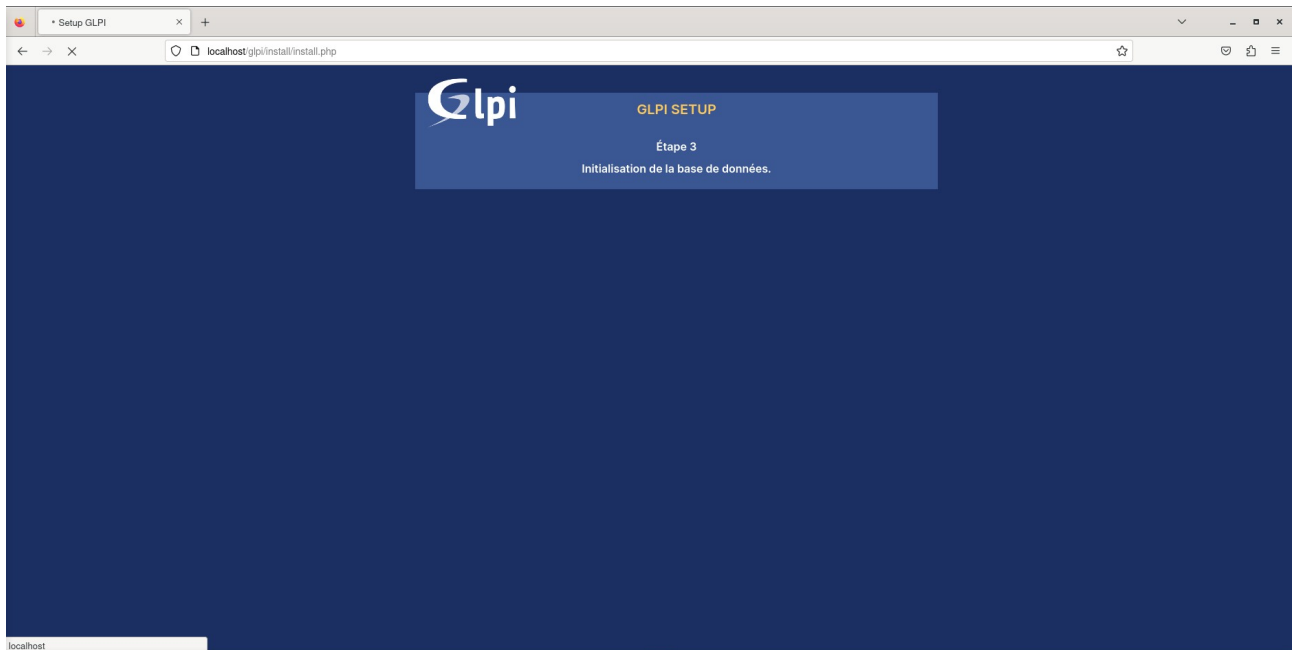 * Setup GLPI
localhost/glpi/install/install.php
Glpi
GLPI SETUP
Étape 3
Initialisation de la base de données.
localhost